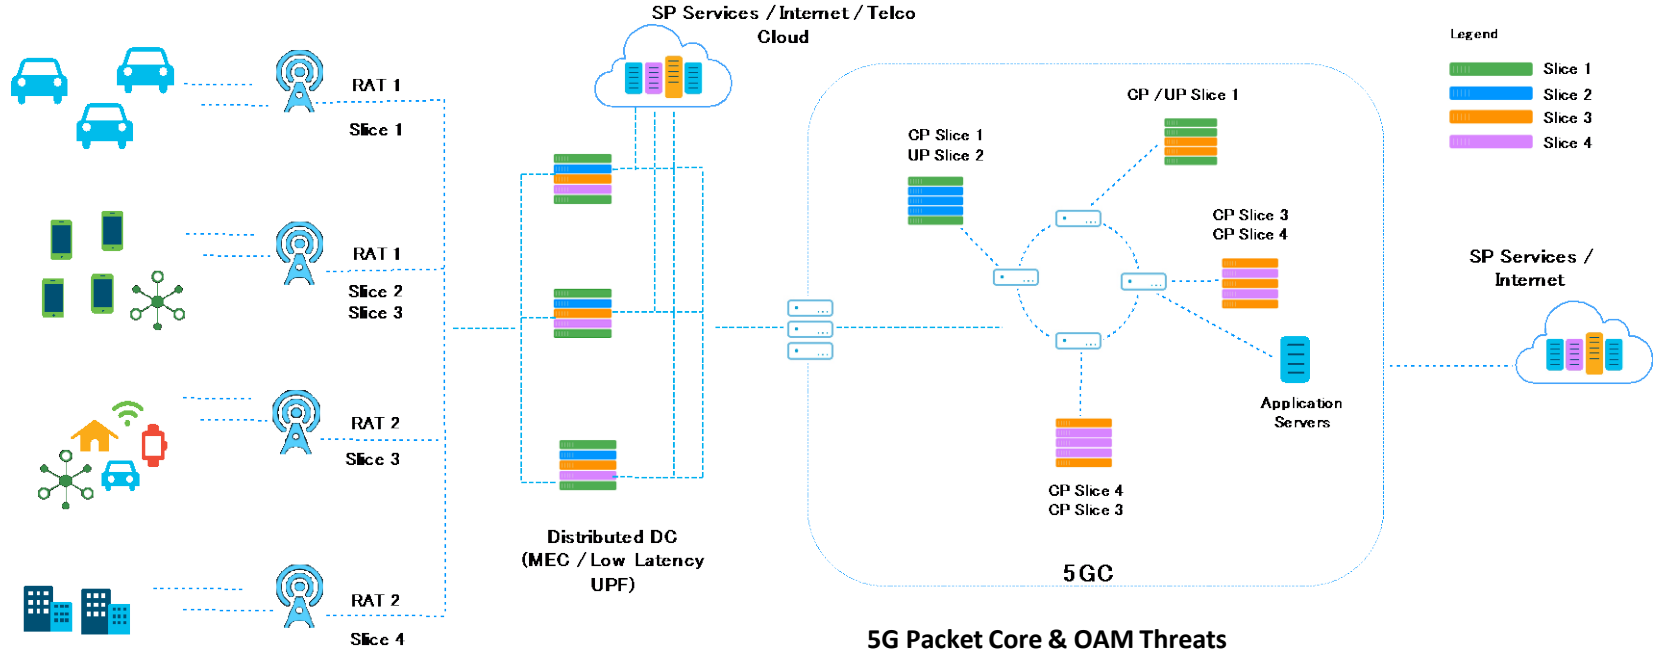 SP Services / Internet / Telco
Cloud
Legend
Slice 1
Slice 2
Slice 3
Slice 4
RAT 1
Slice 1
RAT 1
Slice 2
Slice 3
RAT 2
Slice 3
RAT 2
Slice 4
Distributed DC
(MEC / Low Latency
UPF)
CP / UP Slice 1
CP Slice 1
UP Slice 2
CP Slice 3
CP Slice 4
Application
Servers
CP Slice 4
CP Slice 3
5GC
SP Services /
Internet
5G Packet Core & OAM Threats